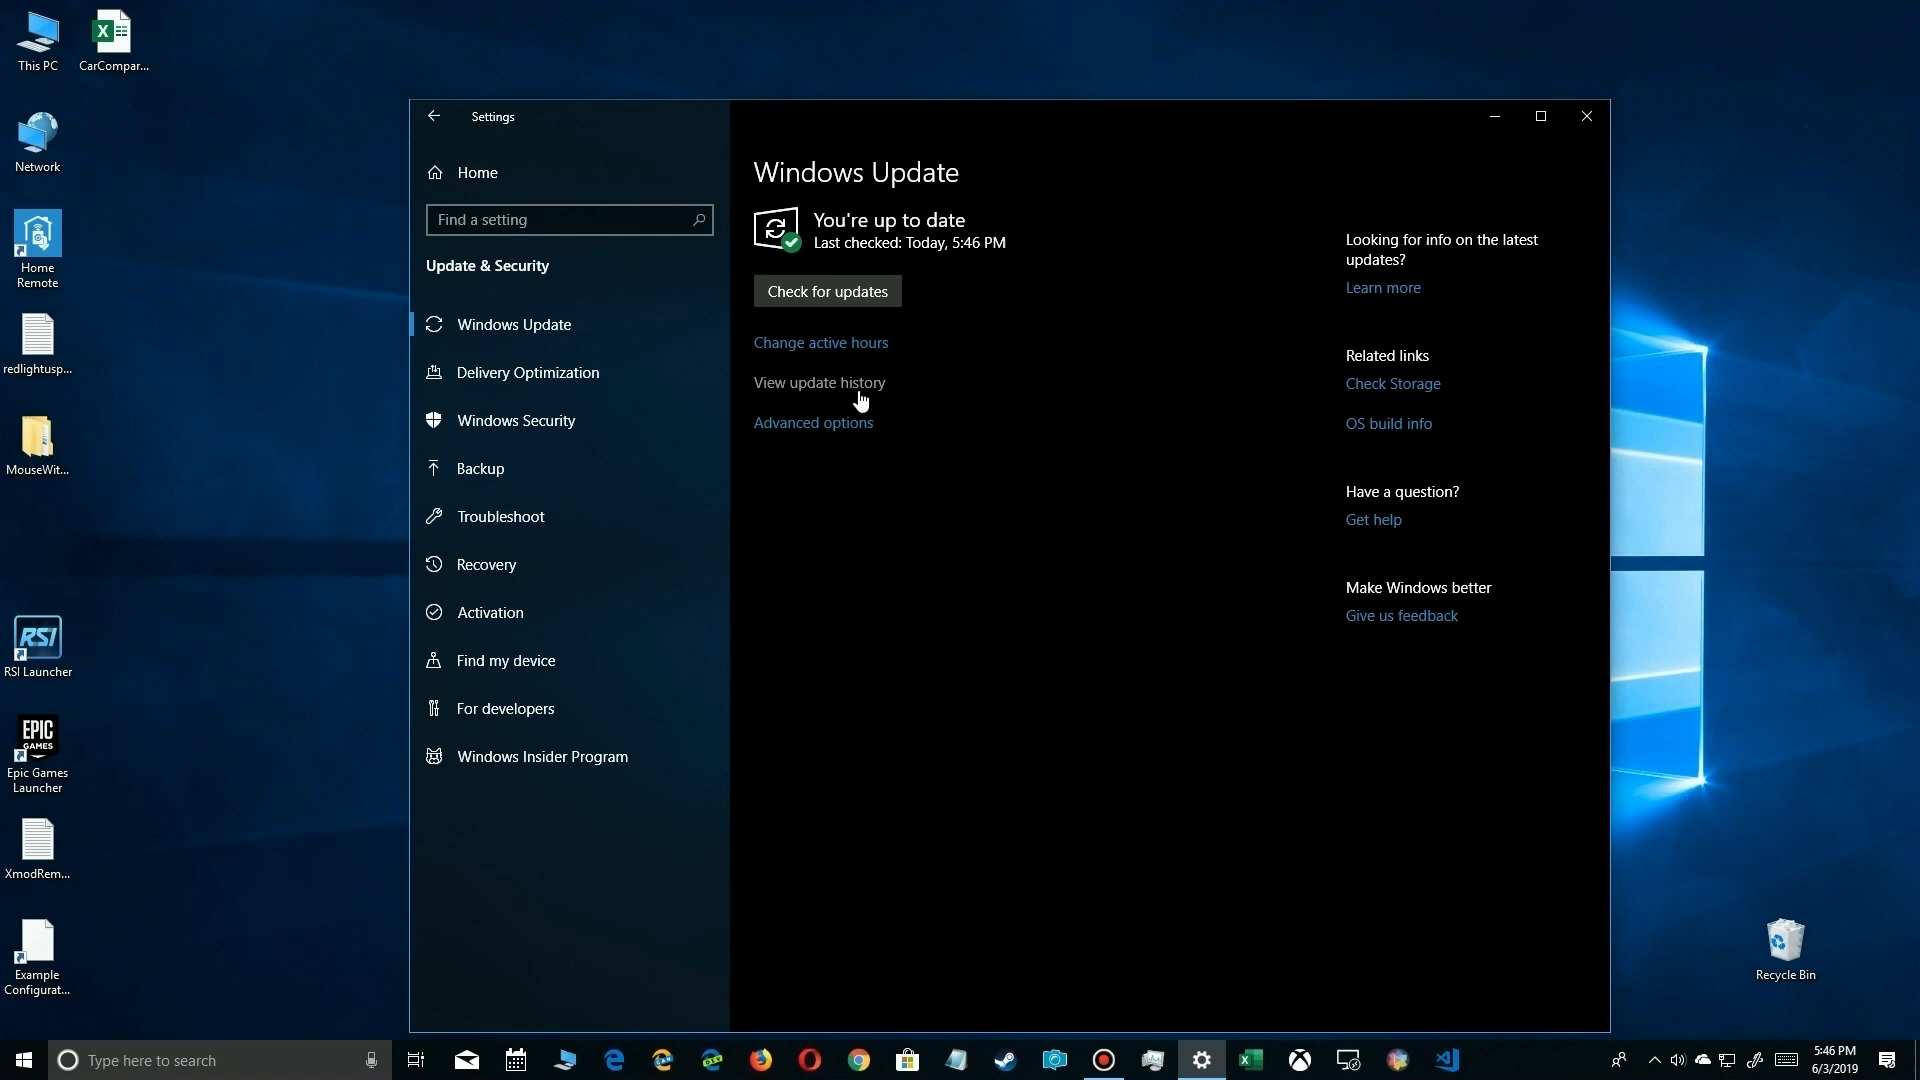 This PC
CarCompar...
Network
Home
Remote
redlightusp...
MouseWit...
RSI
RSI Launcher
EPIC
GAMES
Epic Games
Launcher
XmodRem...
Example
Configurat...
Settings
Home
Find a setting
Update & Security
Windows Update
Delivery Optimization
Windows Security
Backup
Troubleshoot
Recovery
Activation
Find my device
For developers
Windows Insider Program
Windows Update
You're up to date
Last checked: Today, 5:46 PM
Check for updates
Change active hours
View update history
Advanced options
Looking for info on the latest
updates?
Learn more
Related links
Check Storage
OS build info
Have a question?
Get help
Make Windows better
Give us feedback
Recycle Bin
Type here to search
CAN
DEV
5:46 PM
6/3/2019